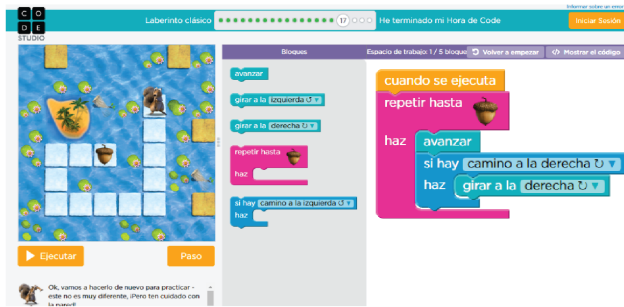 Informar sobre un error
C O
D E
STUDIO
Laberinto clásico
17
He terminado mi Hora de Code
Iniciar Sesión
Bloques
Espacio de trabajo: 1 / 5 bloque
Volver a empezar
</> Mostrar el código
avanzar
girar a la izquierda ↺ ▼
girar a la derecha ↻ ▼
repetir hasta
haz
si hay camino a la izquierda ↺ ▼
haz
cuando se ejecuta
repetir hasta
haz
avanzar
si hay camino a la derecha ↻ ▼
haz
girar a la derecha ↻ ▼
Ejecutar
Paso
Ok, vamos a hacerlo de nuevo para practicar -
este no es muy diferente, ¡Pero ten cuidado con
la pared!